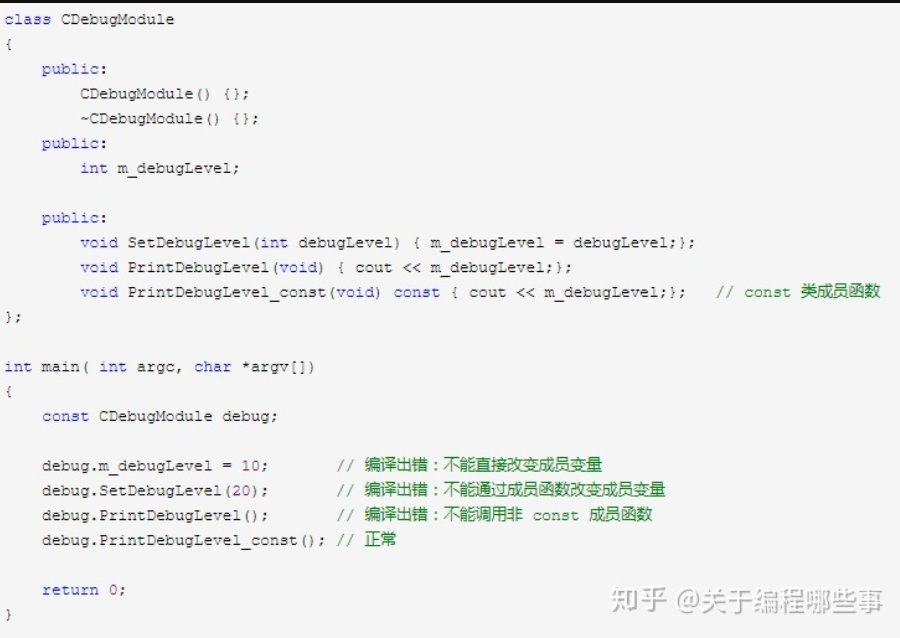 class CDebugModule
{
    public:
        CDebugModule() {};
        ~CDebugModule() {};
    public:
        int m_debugLevel;

    public:
        void SetDebugLevel(int debugLevel) { m_debugLevel = debugLevel;};
        void PrintDebugLevel(void) { cout << m_debugLevel;};
        void PrintDebugLevel_const(void) const { cout << m_debugLevel;};   // const 类成员函数
};

int main( int argc, char *argv[])
{
    const CDebugModule debug;

    debug.m_debugLevel = 10;       // 编译出错：不能直接改变成员变量
    debug.SetDebugLevel(20);       // 编译出错：不能通过成员函数改变成员变量
    debug.PrintDebugLevel();       // 编译出错：不能调用非 const 成员函数
    debug.PrintDebugLevel_const(); // 正常

    return 0;
}
知乎 @关于编程哪些事